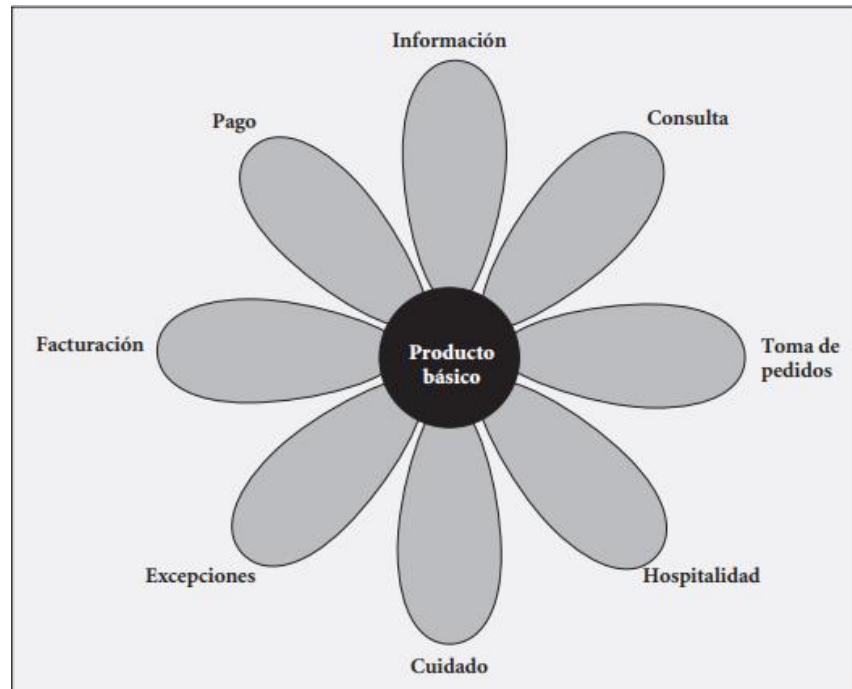 Información
Consulta
Pago
Facturación
Producto
básico
Toma de
pedidos
Excepciones
Hospitalidad
Cuidado